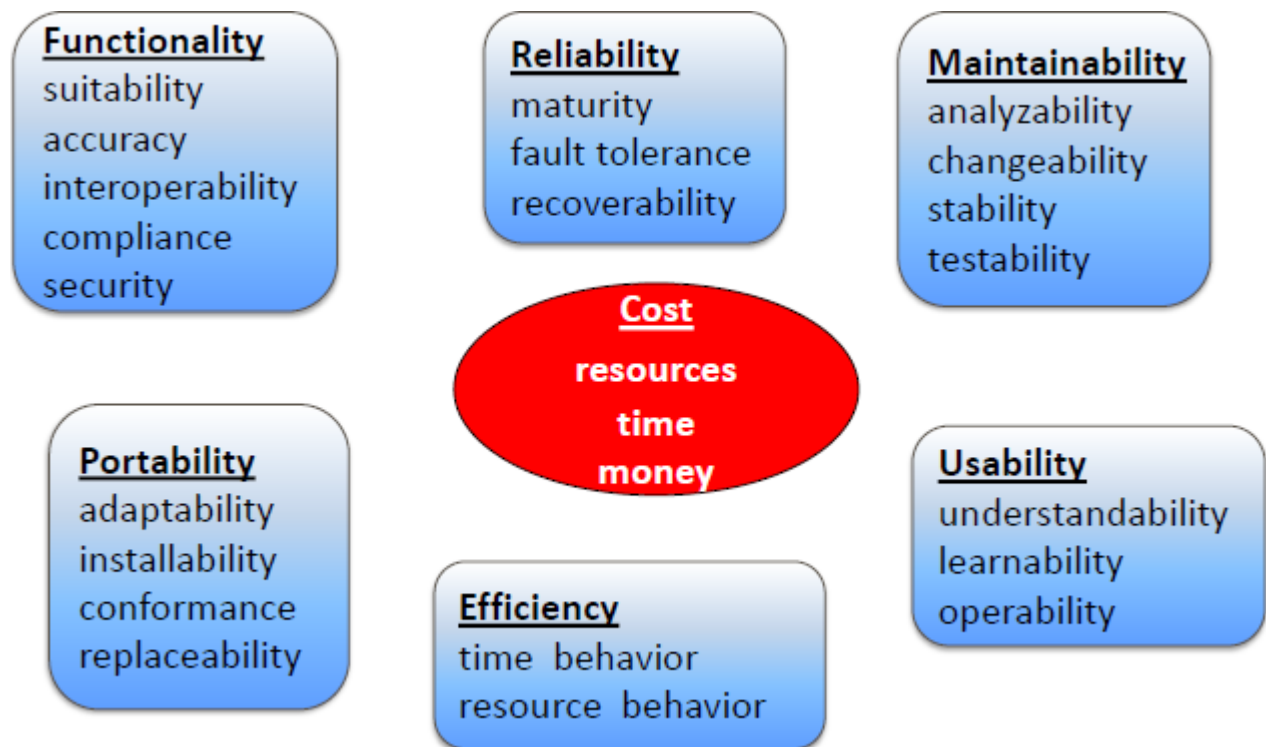 Functionality
suitability
accuracy
interoperability
compliance
security
Reliability
maturity
fault tolerance
recoverability
Maintainability
analyzability
changeability
stability
testability
Cost
resources
time
money
Portability
adaptability
installability
conformance
replaceability
Efficiency
time behavior
resource behavior
Usability
understandability
learnability
operability